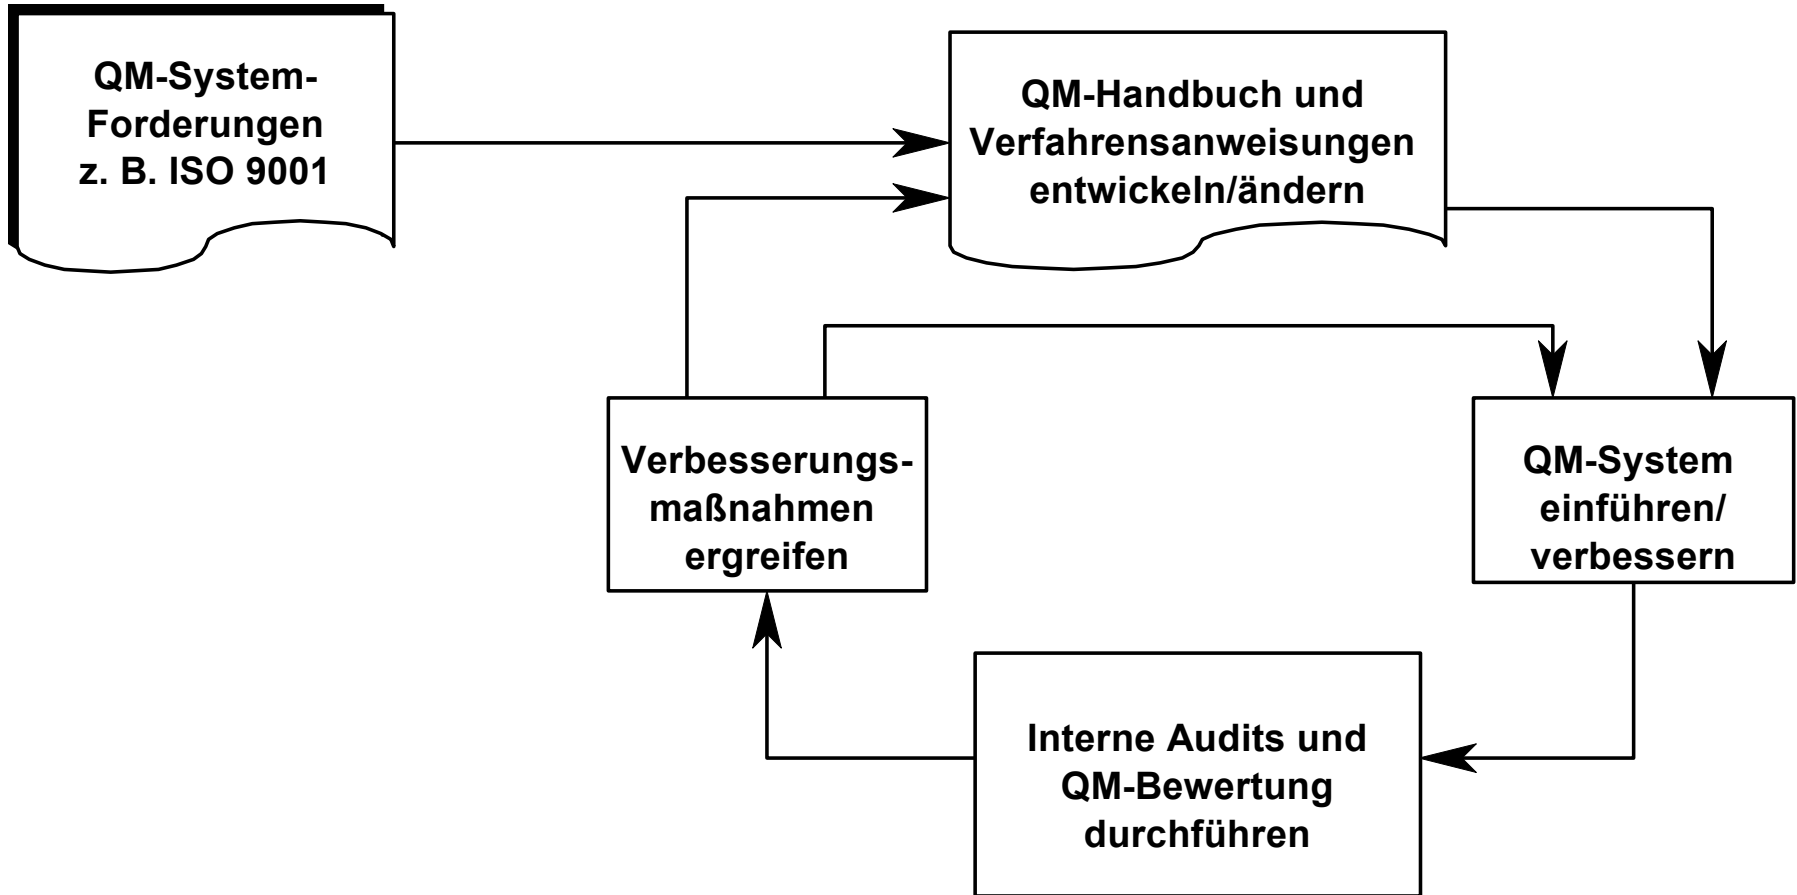 QM-System-
Forderungen
z. B. ISO 9001
QM-Handbuch und
Verfahrensanweisungen
entwickeln/ändern
Verbesserungs-
maßnahmen
ergreifen
QM-System
einführen/
verbessern
Interne Audits und
QM-Bewertung
durchführen